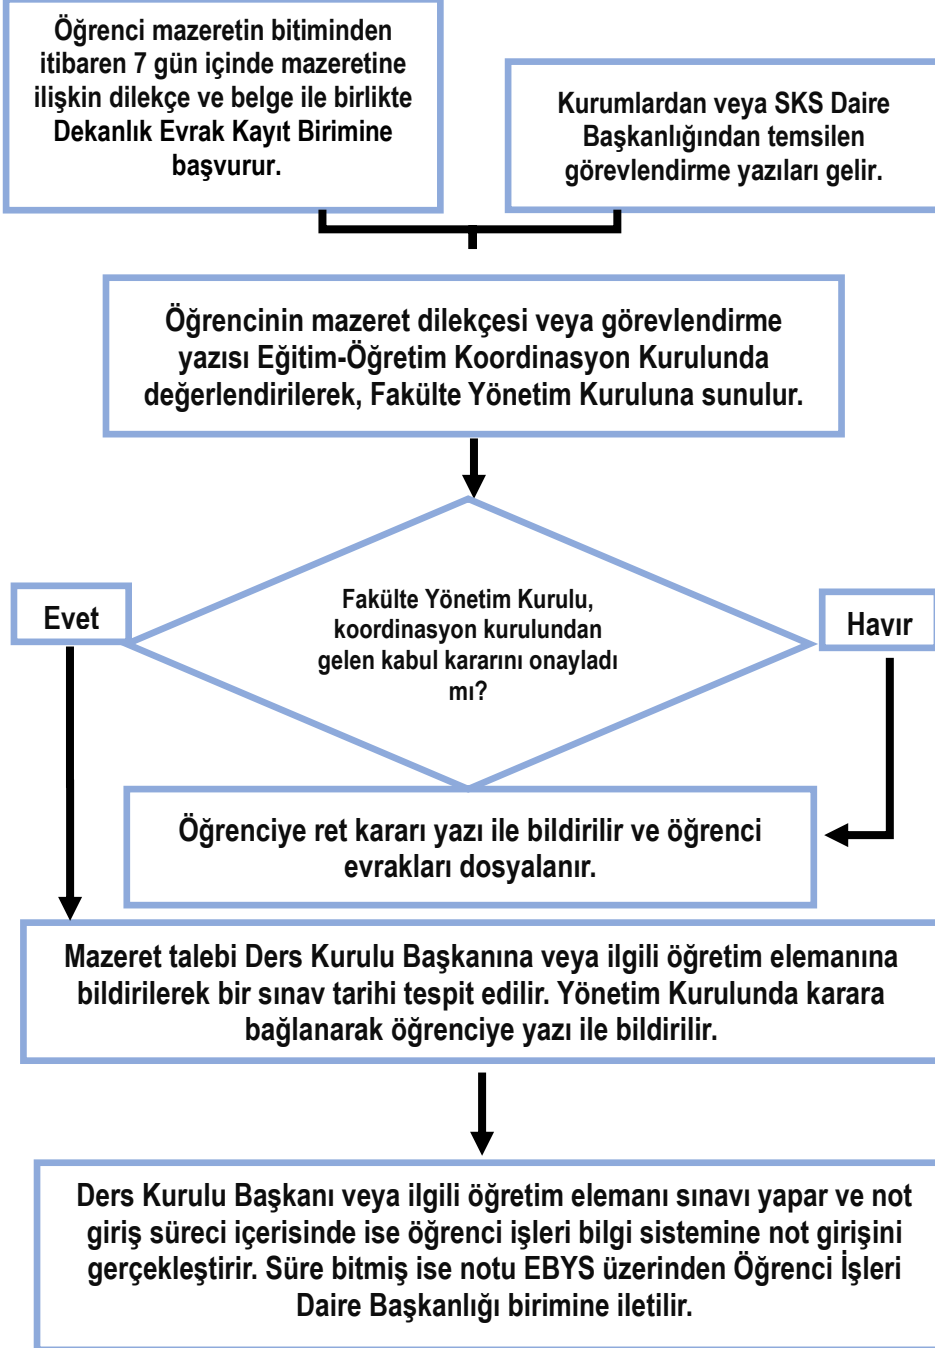 Öğrenci mazeretin bitiminden
itibaren 7 gün içinde mazeretine
ilişkin dilekçe ve belge ile birlikte
Dekanlık Evrak Kayıt Birimine
başvurur.
Kurumlardan veya SKS Daire
Başkanlığından temsilen
görevlendirme yazıları gelir.
Öğrencinin mazeret dilekçesi veya görevlendirme
yazısı Eğitim-Öğretim Koordinasyon Kurulunda
değerlendirilerek, Fakülte Yönetim Kuruluna sunulur.
Evet
Fakülte Yönetim Kurulu,
koordinasyon kurulundan
gelen kabul kararını onayladı
mı?
Havır
Öğrenciye ret kararı yazı ile bildirilir ve öğrenci
evrakları dosyalanır.
Mazeret talebi Ders Kurulu Başkanına veya ilgili öğretim elemanına
bildirilerek bir sınav tarihi tespit edilir. Yönetim Kurulunda karara
bağlanarak öğrenciye yazı ile bildirilir.
Ders Kurulu Başkanı veya ilgili öğretim elemanı sınavı yapar ve not
giriş süreci içerisinde ise öğrenci işleri bilgi sistemine not girişini
gerçekleştirir. Süre bitmiş ise notu EBYS üzerinden Öğrenci İşleri
Daire Başkanlığı birimine iletilir.